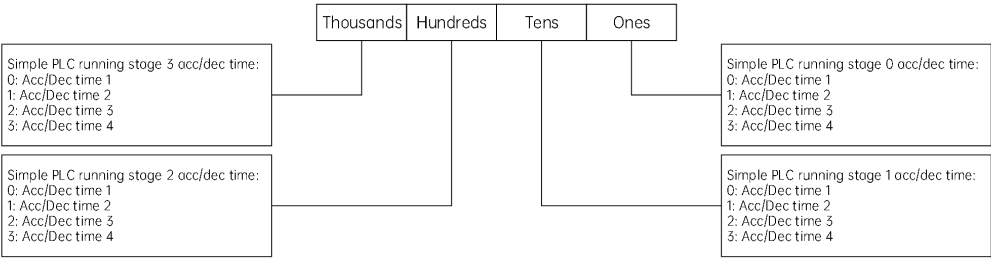 Thousands Hundreds Tens Ones
Simple PLC running stage 3 acc/dec time:
0: Acc/Dec time 1
1: Acc/Dec time 2
2: Acc/Dec time 3
3: Acc/Dec time 4
Simple PLC running stage 0 acc/dec time:
0: Acc/Dec time 1
1: Acc/Dec time 2
2: Acc/Dec time 3
3: Acc/Dec time 4
Simple PLC running stage 2 acc/dec time:
0: Acc/Dec time 1
1: Acc/Dec time 2
2: Acc/Dec time 3
3: Acc/Dec time 4
Simple PLC running stage 1 acc/dec time:
0: Acc/Dec time 1
1: Acc/Dec time 2
2: Acc/Dec time 3
3: Acc/Dec time 4